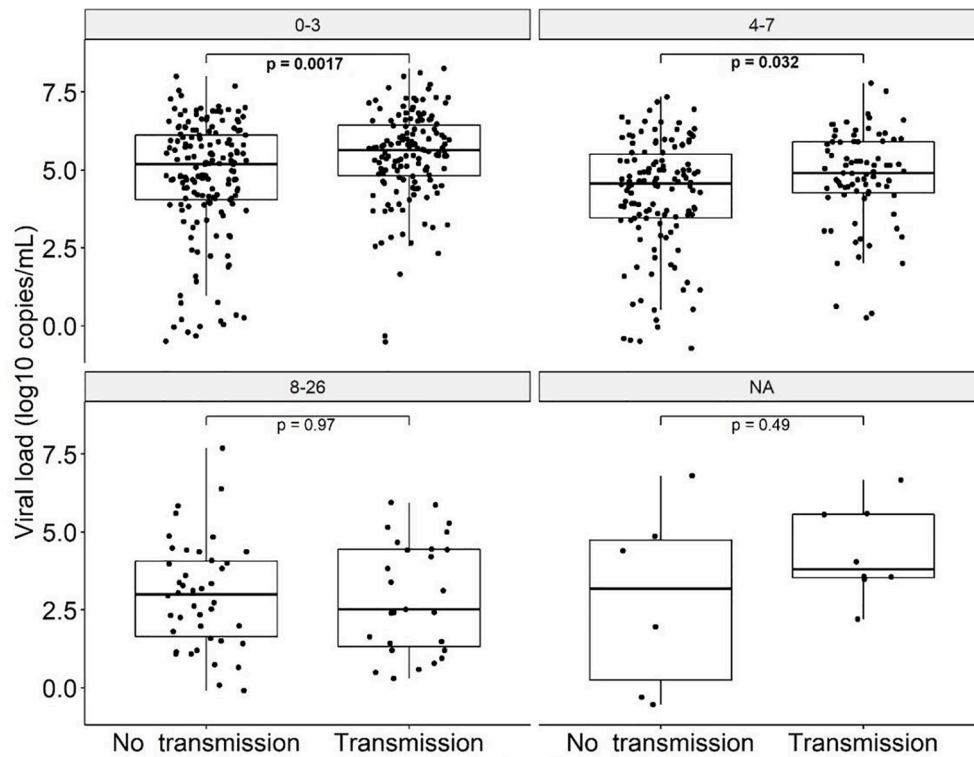 0-3
4-7
p = 0.0017
p = 0.032
7.5
5.0
2.5
0.0
8-26
NA
p = 0.97
p = 0.49
7.5
5.0
2.5
0.0
Viral load (log10 copies/mL)
No transmission
Transmission
No transmission
Transmission